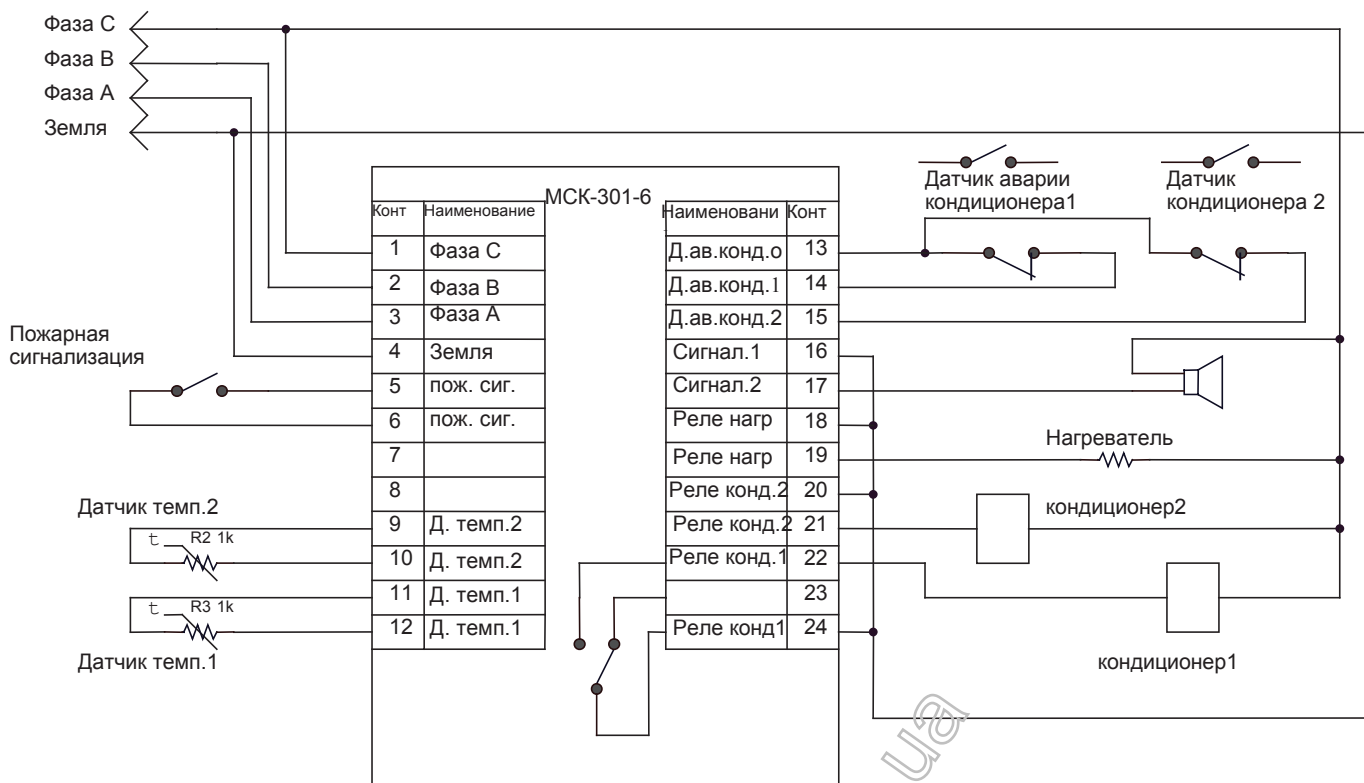 Фаза С
Фаза В
Фаза А
Земля
МСК-301-6
Конт Наименование
1 Фаза С
2 Фаза В
3 Фаза А
4 Земля
5 пож. сиг.
6 пож. сиг.
7
8
9 Д. темп.2
10 Д. темп.2
11 Д. темп.1
12 Д. темп.1
Наименовани Конт
Д.ав.конд.о 13
Д.ав.конд.1 14
Д.ав.конд.2 15
Сигнал.1 16
Сигнал.2 17
Реле нагр 18
Реле нагр 19
Реле конд.2 20
Реле конд.2 21
Реле конд.1 22
23
Реле конд1 24
Пожарная
сигнализация
Датчик темп.2
t R2 1k
t R3 1k
Датчик темп.1
Датчик аварии
кондиционера1
Датчик
кондиционера 2
Нагреватель
кондиционер2
кондиционер1
ua